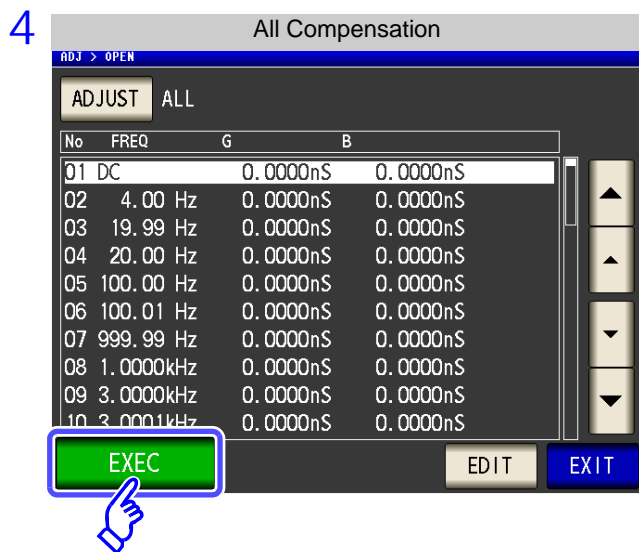 4
All Compensation
ADJ > OPEN
ADJUST ALL
No FREQ G B
01 DC 0.0000nS 0.0000nS
02 4.00 Hz 0.0000nS 0.0000nS
03 19.99 Hz 0.0000nS 0.0000nS
04 20.00 Hz 0.0000nS 0.0000nS
05 100.00 Hz 0.0000nS 0.0000nS
06 100.01 Hz 0.0000nS 0.0000nS
07 999.99 Hz 0.0000nS 0.0000nS
08 1.0000kHz 0.0000nS 0.0000nS
09 3.0000kHz 0.0000nS 0.0000nS
10 3.0001kHz 0.0000nS 0.0000nS
EXEC EDIT EXIT